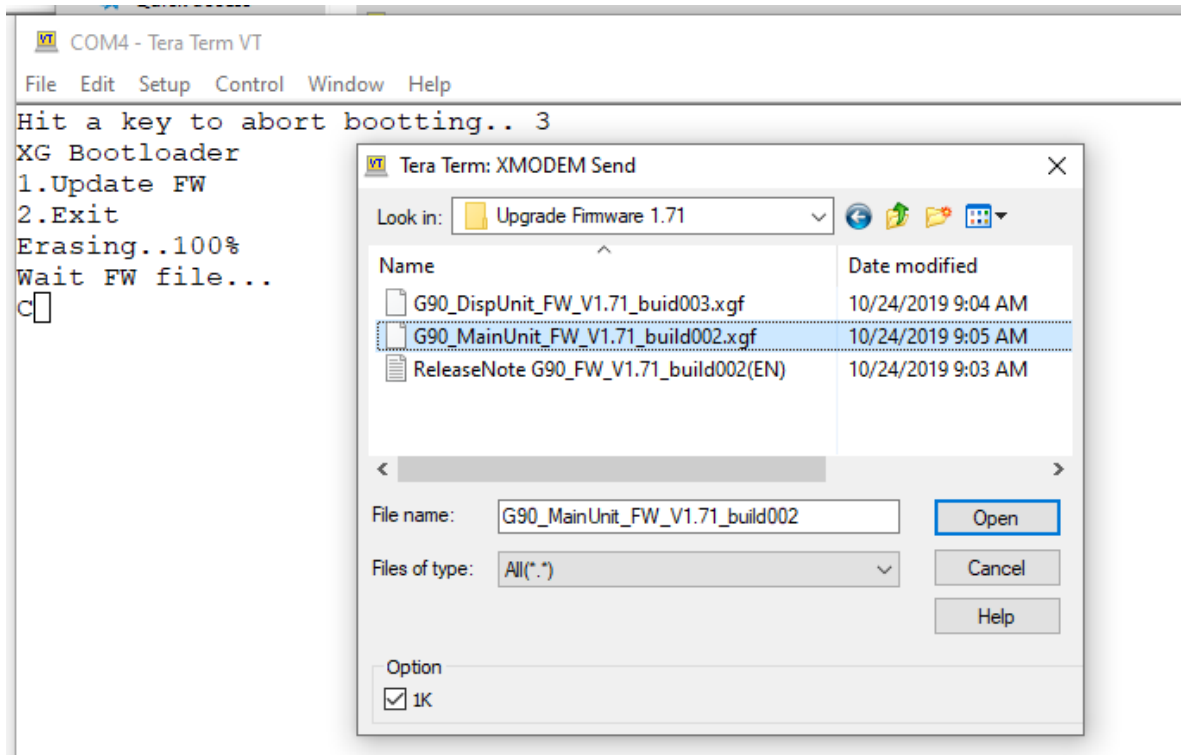 COM4 - Tera Term VT
File Edit Setup Control Window Help
Hit a key to abort bootting.. 3
XG Bootloader
1.Update FW
2.Exit
Erasing..100%
Wait FW file...
C
Tera Term: XMODEM Send
Look in: Upgrade Firmware 1.71
Name Date modified
G90_DispUnit_FW_V1.71_buid003.xgf 10/24/2019 9:04 AM
G90_MainUnit_FW_V1.71_build002.xgf 10/24/2019 9:05 AM
ReleaseNote G90_FW_V1.71_build002(EN) 10/24/2019 9:03 AM
File name: G90_MainUnit_FW_V1.71_build002 Open
Files of type: All(*.*) Cancel
Help
Option
1K